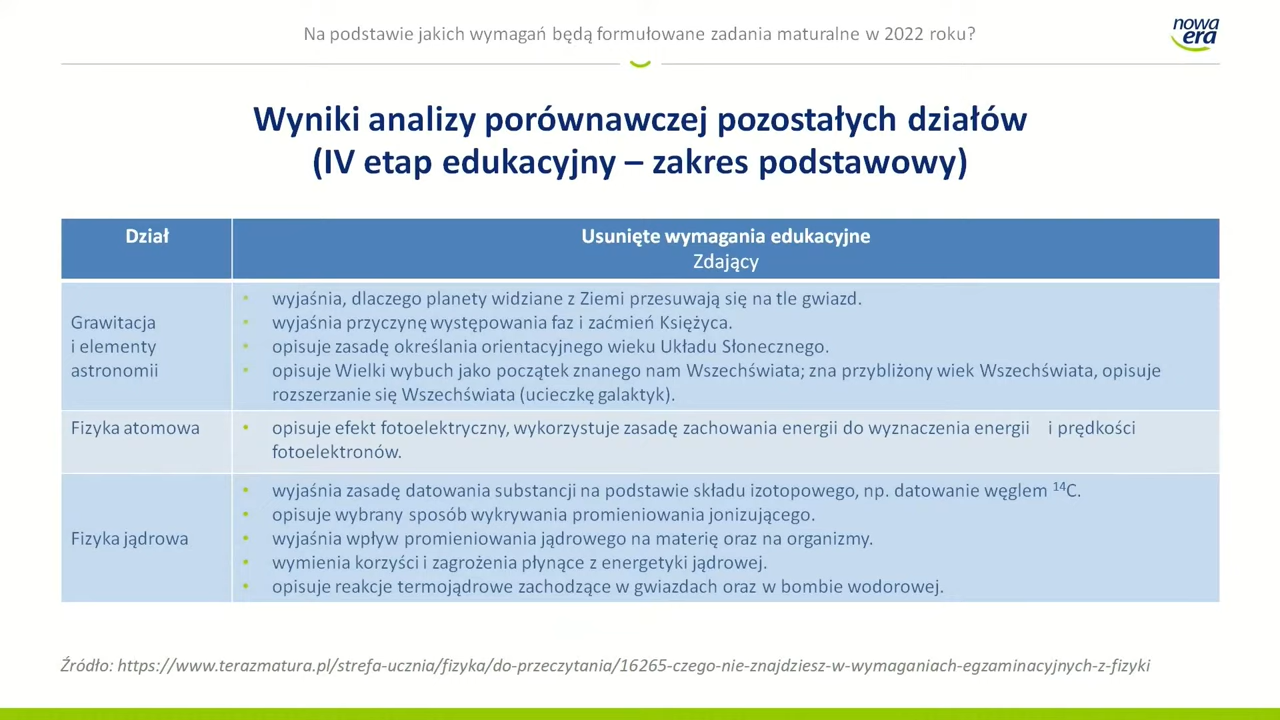 Na podstawie jakich wymagań będą formułowane zadania maturalne w 2022 roku?
nowa
era
Wyniki analizy porównawczej pozostałych działów
(IV etap edukacyjny – zakres podstawowy)
Dział
Usunięte wymagania edukacyjne
Zdający
Grawitacja
i elementy
astronomii
• wyjaśnia, dlaczego planety widziane z Ziemi przesuwają się na tle gwiazd.
• wyjaśnia przyczynę występowania faz i zaćmień Księżyca.
• opisuje zasadę określania orientacyjnego wieku Układu Słonecznego.
• opisuje Wielki wybuch jako początek znanego nam Wszechświata; zna przybliżony wiek Wszechświata, opisuje
rozszerzanie się Wszechświata (ucieczkę galaktyk).
Fizyka atomowa
• opisuje efekt fotoelektryczny, wykorzystuje zasadę zachowania energii do wyznaczenia energii i prędkości
fotoelektronów.
Fizyka jądrowa
• wyjaśnia zasadę datowania substancji na podstawie składu izotopowego, np. datowanie węglem ¹⁴C.
• opisuje wybrany sposób wykrywania promieniowania jonizującego.
• wyjaśnia wpływ promieniowania jądrowego na materię oraz na organizmy.
• wymienia korzyści i zagrożenia płynące z energetyki jądrowej.
• opisuje reakcje termojądrowe zachodzące w gwiazdach oraz w bombie wodorowej.
Źródło: https://www.terazmatura.pl/strefa-ucznia/fizyka/do-przeczytania/16265-czego-nie-znajdziesz-w-wymaganiach-egzaminacyjnych-z-fizyki